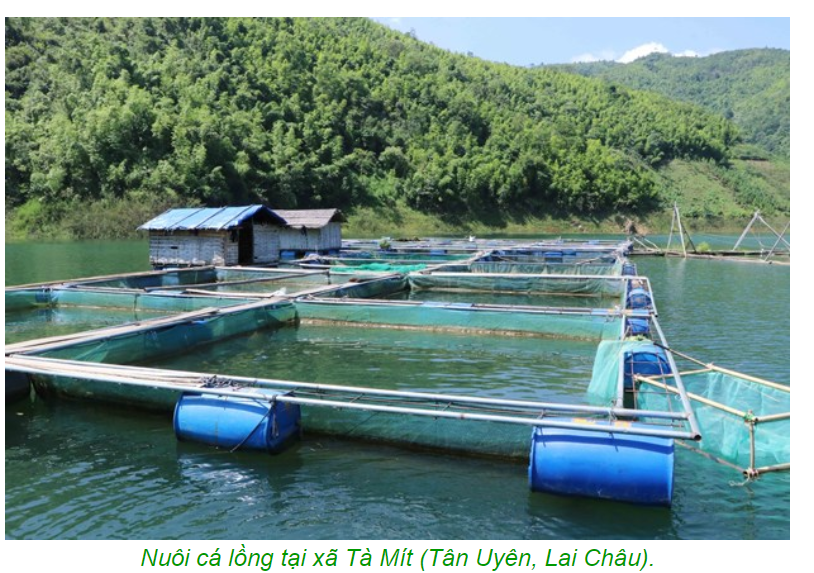 Nuôi cá lồng tại xã Tà Mít (Tân Uyên, Lai Châu).